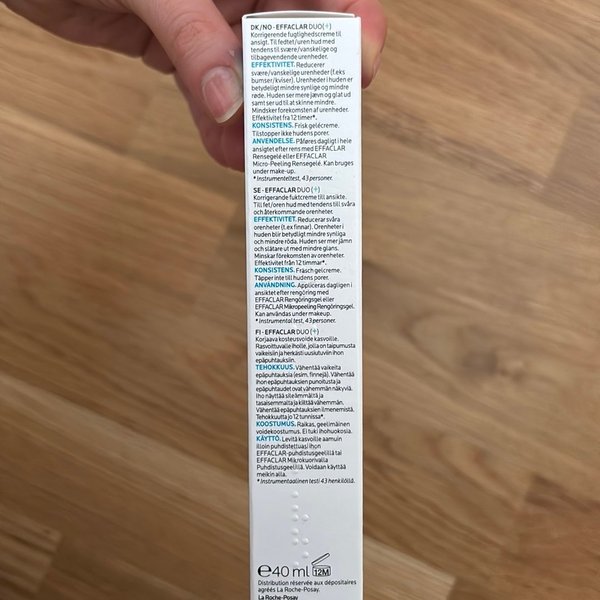 DK/NO - EFFACLAR DUO(+)
Korrigerende fugtighedscreme til
ansigt. Til fedtet/uren hud med
tendens til svære/vanskelige og
tilbagevendende urenheder.
EFFEKTIVITET. Reducerer
svære/vanskelige urenheder (f.eks
bumser/kviser). Urenheder i huden er
betydeligt mindre synlige og mindre
røde. Huden ser mere jævn og glat ud
samt ser ud til at skinne mindre.
Mindsker forekomsten af urenheder.
Effektivitet fra 12 timer*.
KONSISTENS. Frisk gelécreme.
Tilstopper ikke hudens porer.
ANVENDELSE. Påføres dagligt i hele
ansigtet efter rens med EFFACLAR
Rensegelé eller EFFACLAR
Micro-Peeling Rensegelé. Kan bruges
under make-up.
* Instrumenteltest, 43 personer.
SE - EFFACLAR DUO (+)
Korrigerande fuktcreme till ansikte.
Till fet/oren hud med tendens till svåra
och återkommande orenheter.
EFFEKTIVITET. Reducerar svåra
orenheter (t.ex finnar). Orenheter i
huden blir betydligt mindre synliga
och mindre röda. Huden ser mer jämn
och slätare ut med mindre glans.
Minskar förekomsten av orenheter.
Effektivitet från 12 timmar*.
KONSISTENS. Fräsch gelcreme.
Täpper inte till hudens porer.
ANVÄNDNING. Appliceras dagligen i
ansiktet efter rengöring med
EFFACLAR Rengöringsgel eller
EFFACLAR Mikropeeling Rengöringsgel.
Kan användas under makeup.
* Instrumental test, 43 personer.
FI - EFFACLAR DUO (+)
Korjaava kosteusvoide kasvoille.
Rasvoittuvalle iholle, jolla on taipumusta
vaikeisiin ja herkästi uusiutuviin ihon
epäpuhtauksiin.
TEHOKKUUS. Vähentää vaikeita
epäpuhtauksia (esim. finnejä). Vähentää
ihon epäpuhtauksien punoitusta ja
epäpuhtaudet ovat vähemmän näkyviä.
Iho näyttää sileämmältä ja
tasaisemmalta ja kiiltää vähemmän.
Vähentää epäpuhtauksien ilmenemistä.
Tehokkuutta jo 12 tunnissa*.
KOOSTUMUS. Raikas, geelimäinen
voidekoostumus. Ei tuki ihohuokosia.
KÄYTTÖ. Levitä kasvoille aamuin
illoin puhdistettuasi ihon
EFFACLAR-puhdistusgeelillä tai
EFFACLAR Mikrokuorivalla
Puhdistusgeelillä. Voidaan käyttää
meikin alla.
* Instrumentaalinen testi 43 henkilöllä.
℮40 ml 12M
Distribution réservée aux dépositaires
agréés La Roche-Posay.
La Roche-Posay